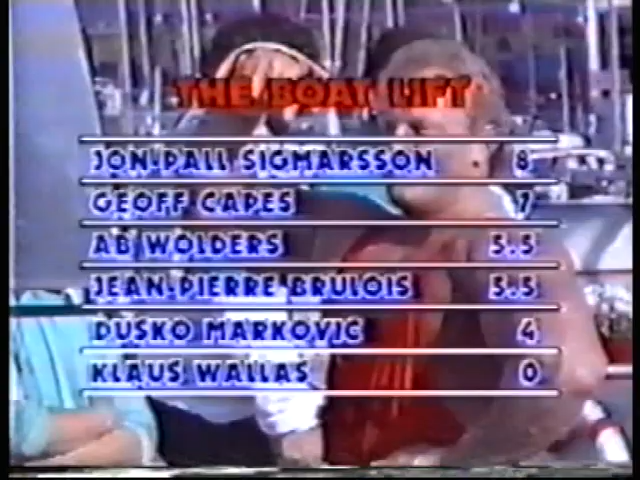 THE BOAT LIFT
JON-PALL SIGMARSSON 8
GEOFF CAPES 7
AB WOLDERS 5.5
JEAN-PIERRE BRULOIS 5.5
DUSKO MARKOVIC 4
KLAUS WALLAS 0